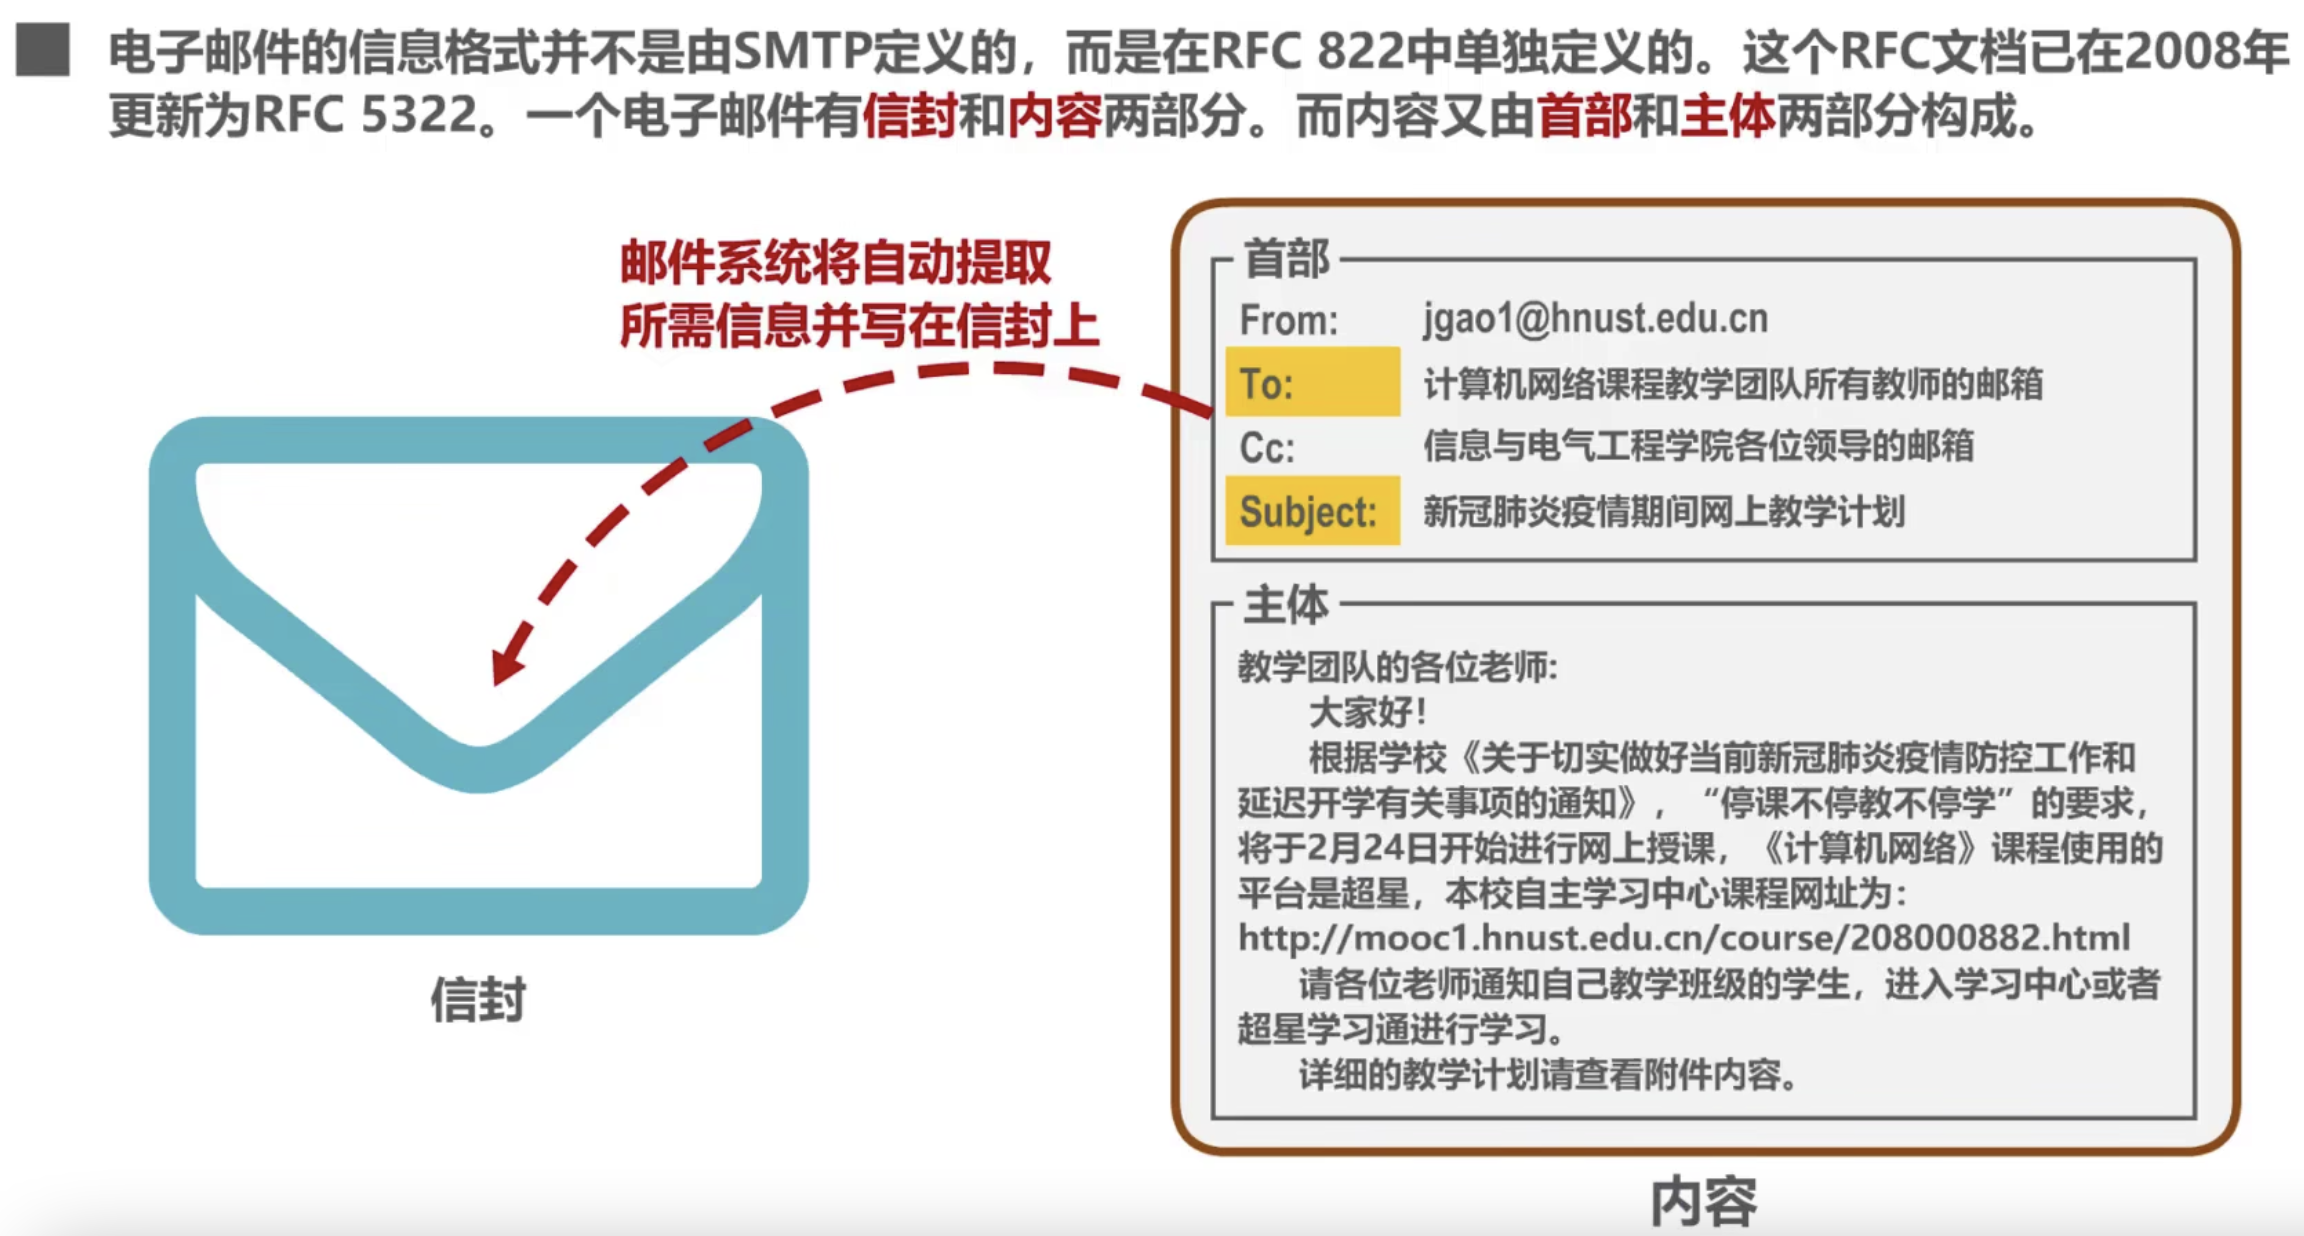 电子邮件的信息格式并不是由SMTP定义的，而是在RFC 822中单独定义的。这个RFC文档已在2008年
更新为RFC 5322。一个电子邮件有信封和内容两部分。而内容又由首部和主体两部分构成。
邮件系统将自动提取
所需信息并写在信封上
信封
首部
From: jgao1@hnust.edu.cn
To: 计算机网络课程教学团队所有教师的邮箱
Cc: 信息与电气工程学院各位领导的邮箱
Subject: 新冠肺炎疫情期间网上教学计划
主体
教学团队的各位老师:
大家好！
根据学校《关于切实做好当前新冠肺炎疫情防控工作和
延迟开学有关事项的通知》，“停课不停教不停学”的要求，
将于2月24日开始进行网上授课，《计算机网络》课程使用的
平台是超星，本校自主学习中心课程网址为：
http://mooc1.hnust.edu.cn/course/208000882.html
请各位老师通知自己教学班级的学生，进入学习中心或者
超星学习通进行学习。
详细的教学计划请查看附件内容。
内容